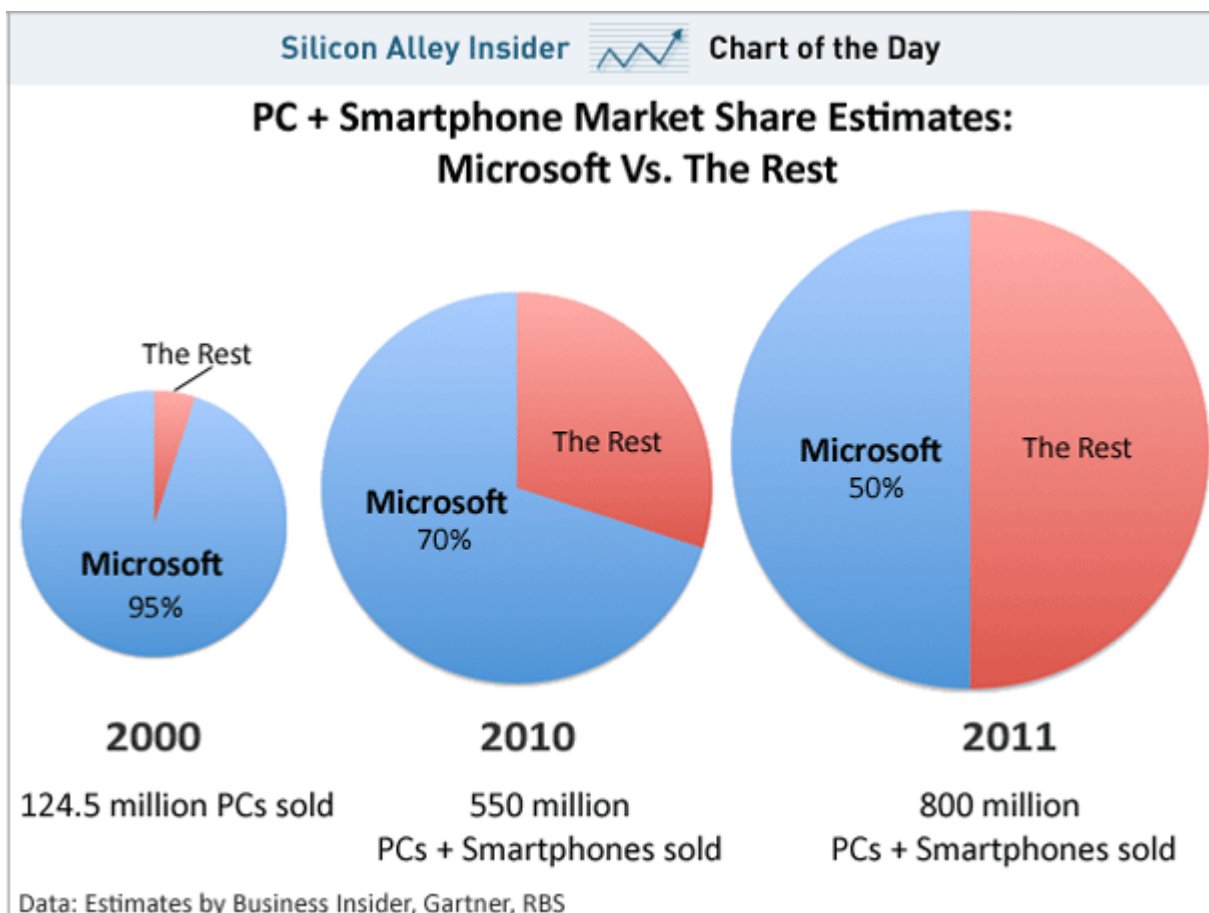 Silicon Alley Insider Chart of the Day
PC + Smartphone Market Share Estimates:
Microsoft Vs. The Rest
The Rest
Microsoft
95%
The Rest
Microsoft
70%
Microsoft
50%
The Rest
2000
124.5 million PCs sold
2010
550 million
PCs + Smartphones sold
2011
800 million
PCs + Smartphones sold
Data: Estimates by Business Insider, Gartner, RBS